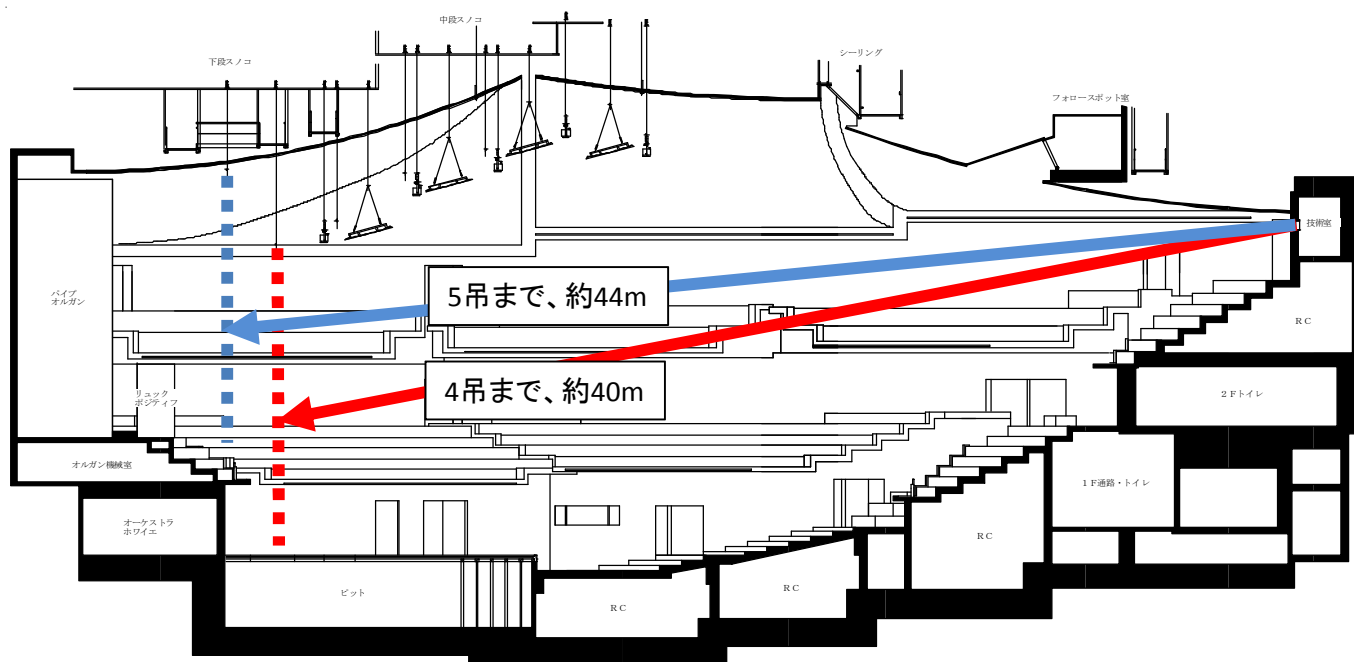 中段スノコ
下段スノコ
シーリング
フォロースポット室
技術室
パイプ
オルガン
5吊まで、約44m
RC
4吊まで、約40m
リュック
ポジティフ
2Fトイレ
オルガン機械室
1F通路・トイレ
オーケストラ
ホワイエ
RC
ピット
RC
RC